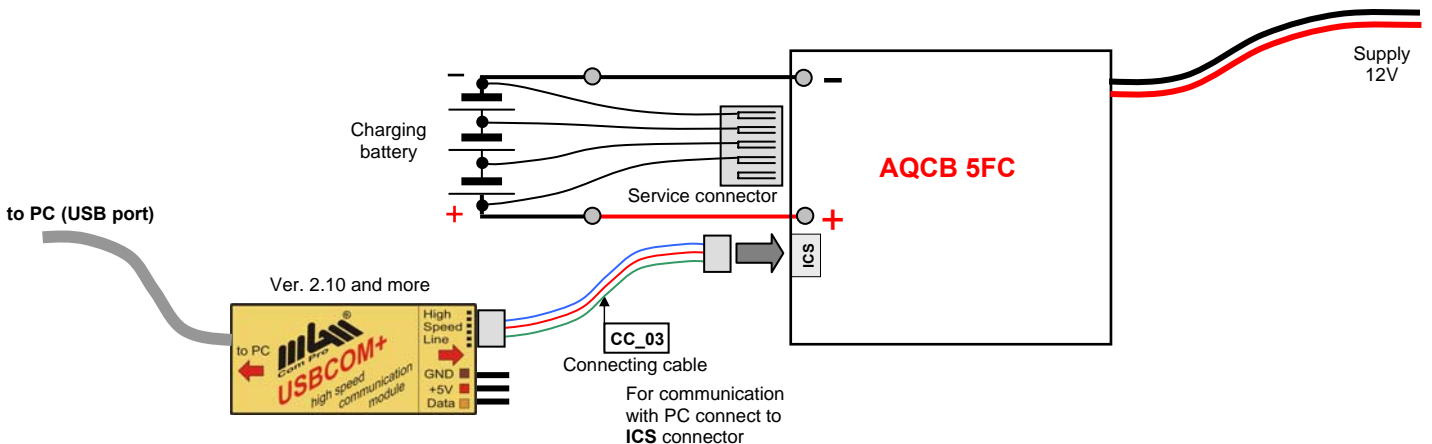 Supply
12V
−
−
Charging
battery
AQCB 5FC
Service connector
+
+
to PC (USB port)
ICS
Ver. 2.10 and more
High
Speed
Line
to PC
mgm
®
Com Pro
USBCOM+
high speed
communication
module
GND
+5V
Data
CC_03
Connecting cable
For communication
with PC connect to
ICS connector